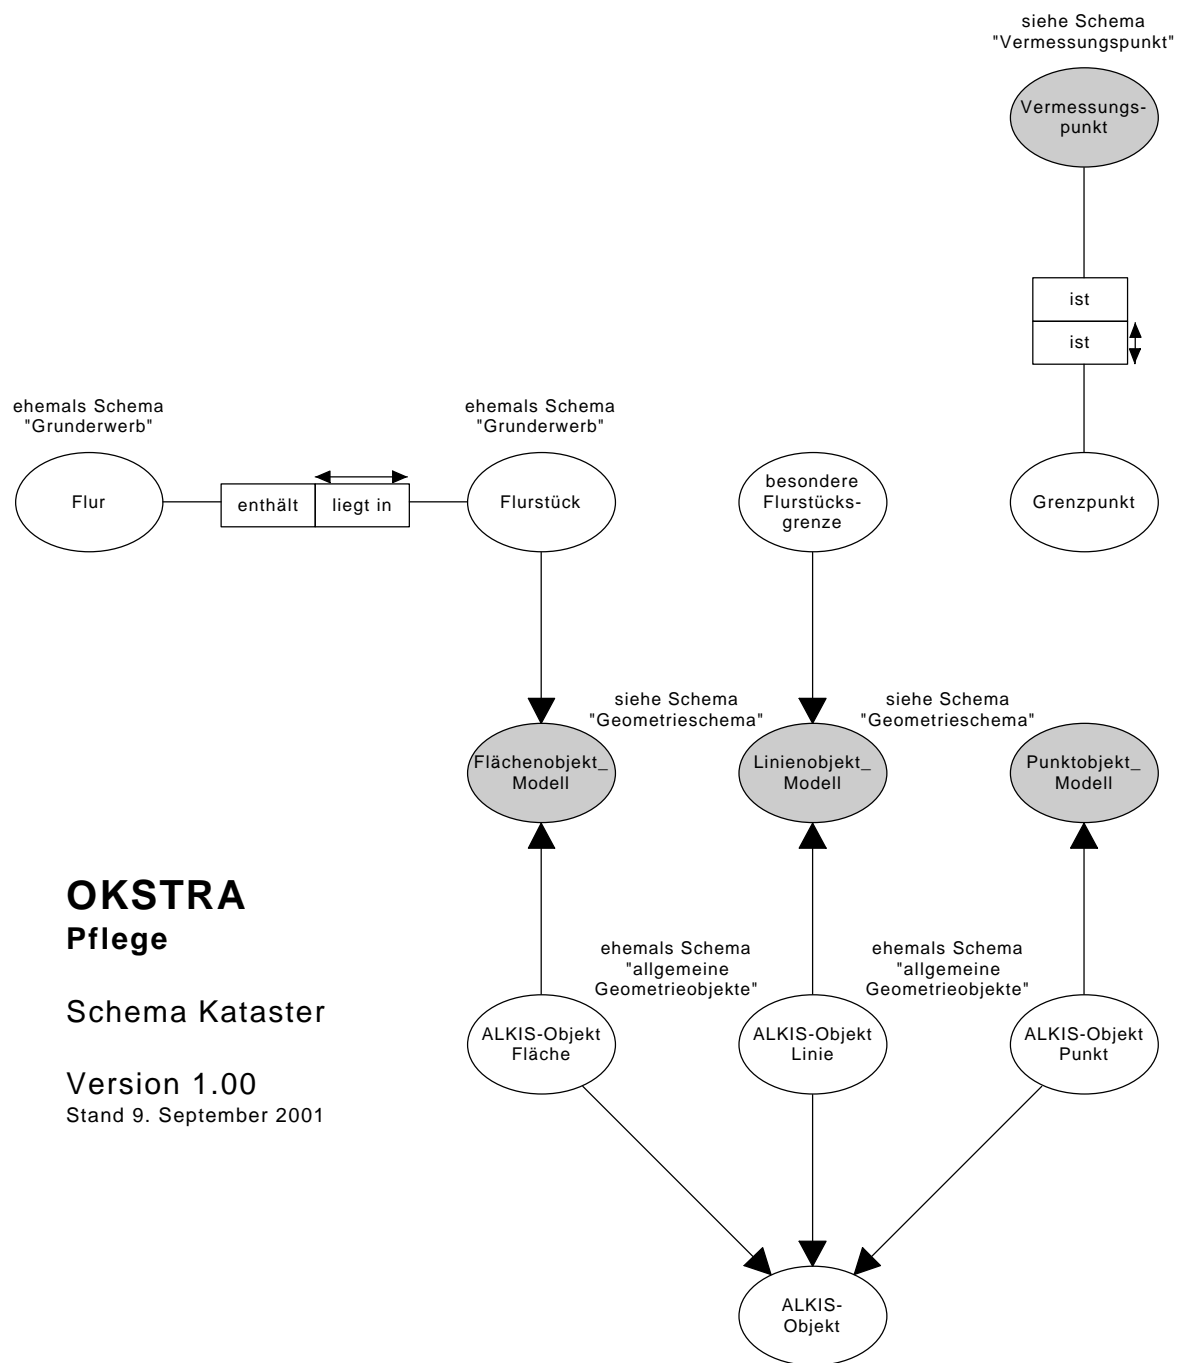 siehe Schema
"Vermessungspunkt"
Vermessungs-
punkt
ist
ist
ehemals Schema
"Grunderwerb"
ehemals Schema
"Grunderwerb"
Flur
enthält
liegt in
Flurstück
besondere
Flurstücks-
grenze
Grenzpunkt
siehe Schema
"Geometrieschema"
siehe Schema
"Geometrieschema"
Flächenobjekt_
Modell
Linienobjekt_
Modell
Punktobjekt_
Modell
OKSTRA
Pflege
Schema Kataster
Version 1.00
Stand 9. September 2001
ehemals Schema
"allgemeine
Geometrieobjekte"
ehemals Schema
"allgemeine
Geometrieobjekte"
ALKIS-Objekt
Fläche
ALKIS-Objekt
Linie
ALKIS-Objekt
Punkt
ALKIS-
Objekt